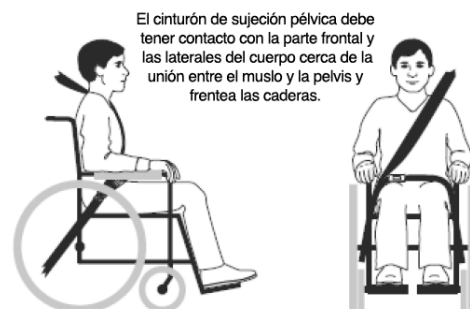 El cinturón de sujeción pélvica debe
tener contacto con la parte frontal y
las laterales del cuerpo cerca de la
unión entre el muslo y la pelvis y
frentea las caderas.